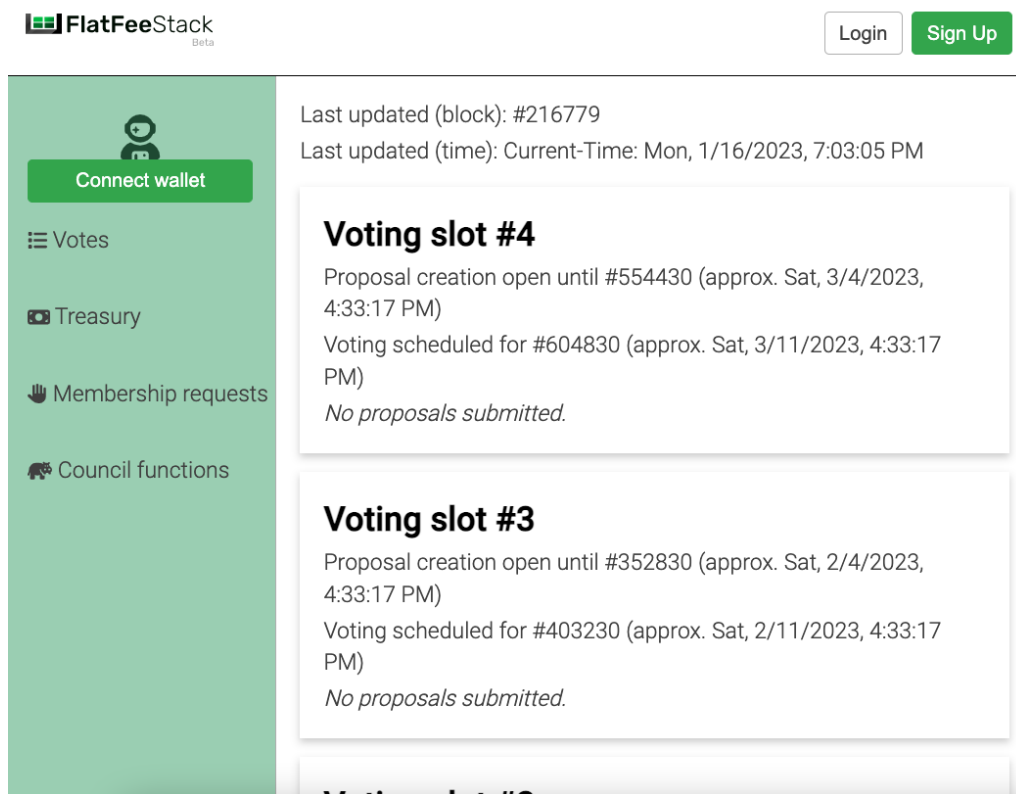 FlatFeeStack
Beta
Login
Sign Up
Connect wallet
Votes
Treasury
Membership requests
Council functions
Last updated (block): #216779
Last updated (time): Current-Time: Mon, 1/16/2023, 7:03:05 PM
Voting slot #4
Proposal creation open until #554430 (approx. Sat, 3/4/2023,
4:33:17 PM)
Voting scheduled for #604830 (approx. Sat, 3/11/2023, 4:33:17
PM)
No proposals submitted.
Voting slot #3
Proposal creation open until #352830 (approx. Sat, 2/4/2023,
4:33:17 PM)
Voting scheduled for #403230 (approx. Sat, 2/11/2023, 4:33:17
PM)
No proposals submitted.